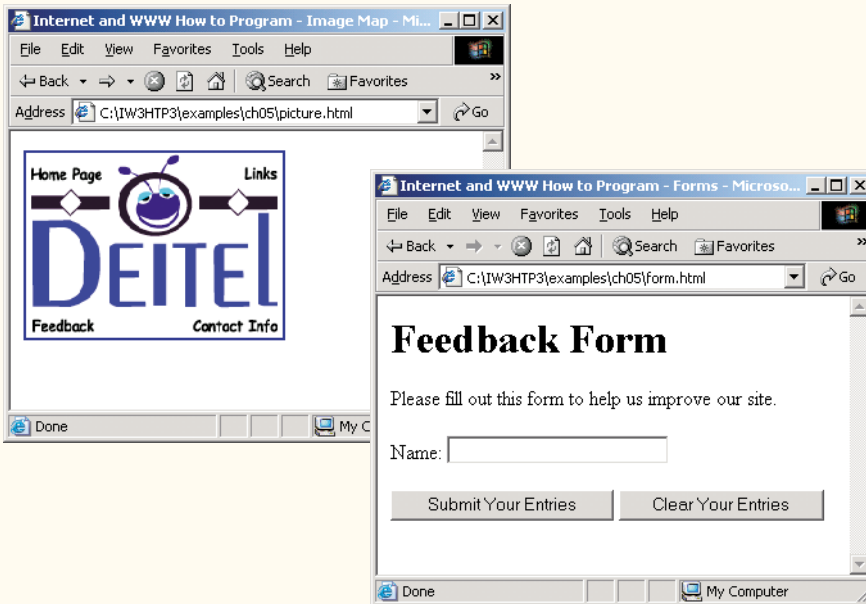 Internet and WWW How to Program - Image Map - Mi...
File Edit View Favorites Tools Help
Back Search Favorites »
Address C:\IW3HTP3\examples\ch05\picture.html Go
Home Page Links
DEITEL
Feedback Contact Info
Done My C
Internet and WWW How to Program - Forms - Microso...
File Edit View Favorites Tools Help
Back Search Favorites »
Address C:\IW3HTP3\examples\ch05\form.html Go
Feedback Form
Please fill out this form to help us improve our site.
Name:
Submit Your Entries Clear Your Entries
Done My Computer